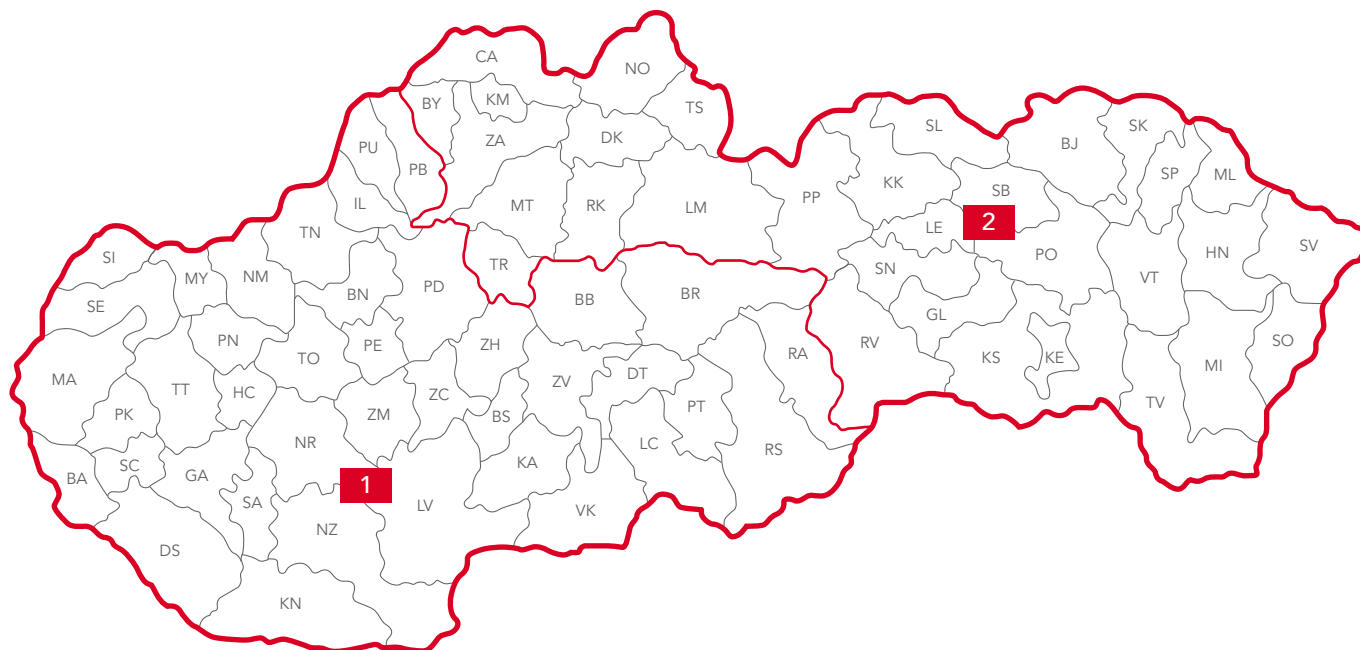 CA
NO
BY
KM
TS
PU
ZA
DK
SL
SK
BJ
PB
SP
ML
KK
IL
MT
RK
LM
PP
SB
TN
LE
2
SI
TR
SN
PO
SV
MY
NM
PD
HN
VT
SE
BN
BB
BR
PN
PE
GL
TO
ZH
RA
RV
KS
KE
SO
MA
TT
HC
ZC
ZV
DT
MI
PK
ZM
BS
PT
TV
NR
LC
RS
SC
KA
BA
GA
1
SA
LV
VK
NZ
DS
KN